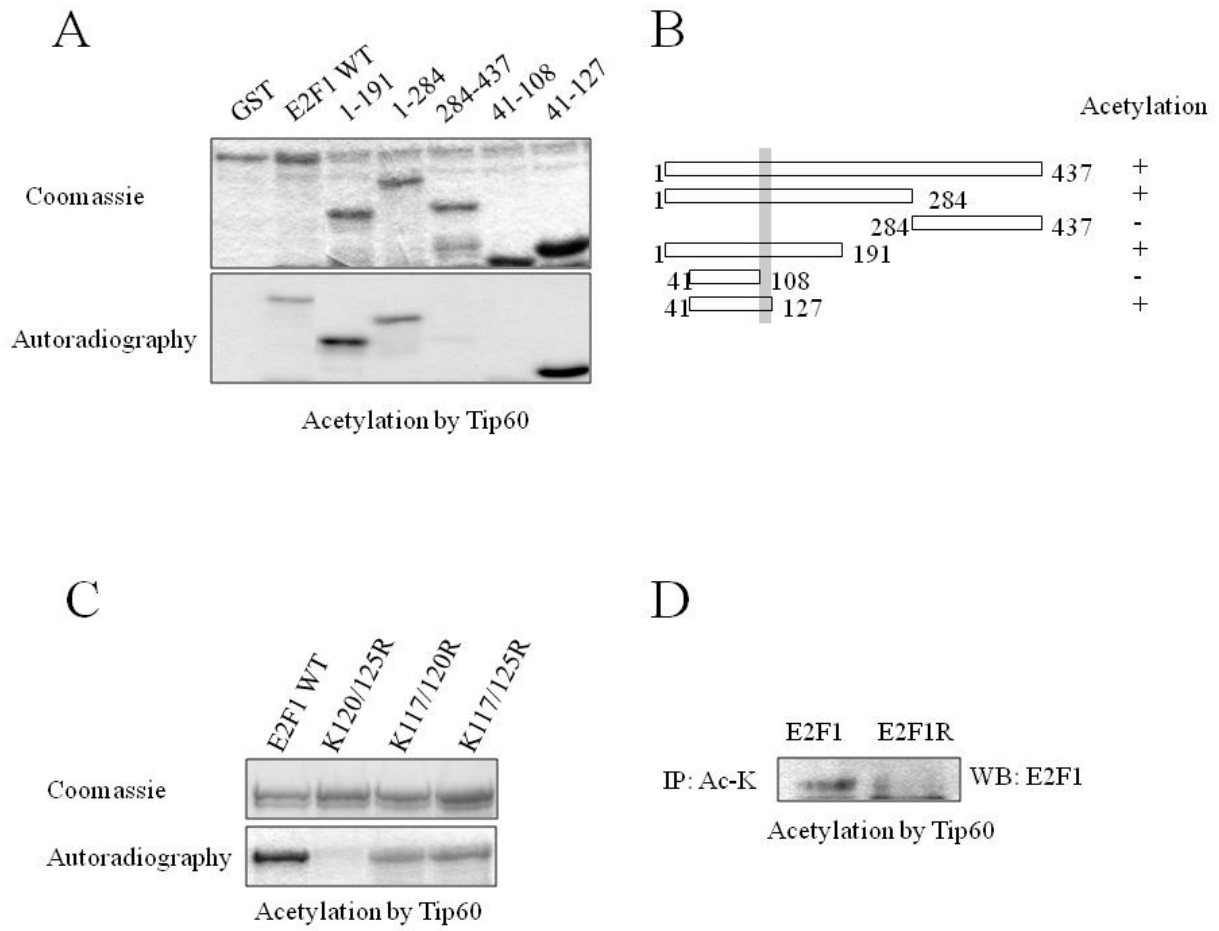 A
GST E2F1 WT 1-191 1-284 284-437 41-108 41-127
Coomassie
Autoradiography
Acetylation by Tip60
B
Acetylation
1 437 +
1 284 +
284 437 -
1 191 +
41 108 -
41 127 +
C
E2F1 WT K120/125R K117/120R K117/125R
Coomassie
Autoradiography
Acetylation by Tip60
D
E2F1 E2F1R
IP: Ac-K WB: E2F1
Acetylation by Tip60